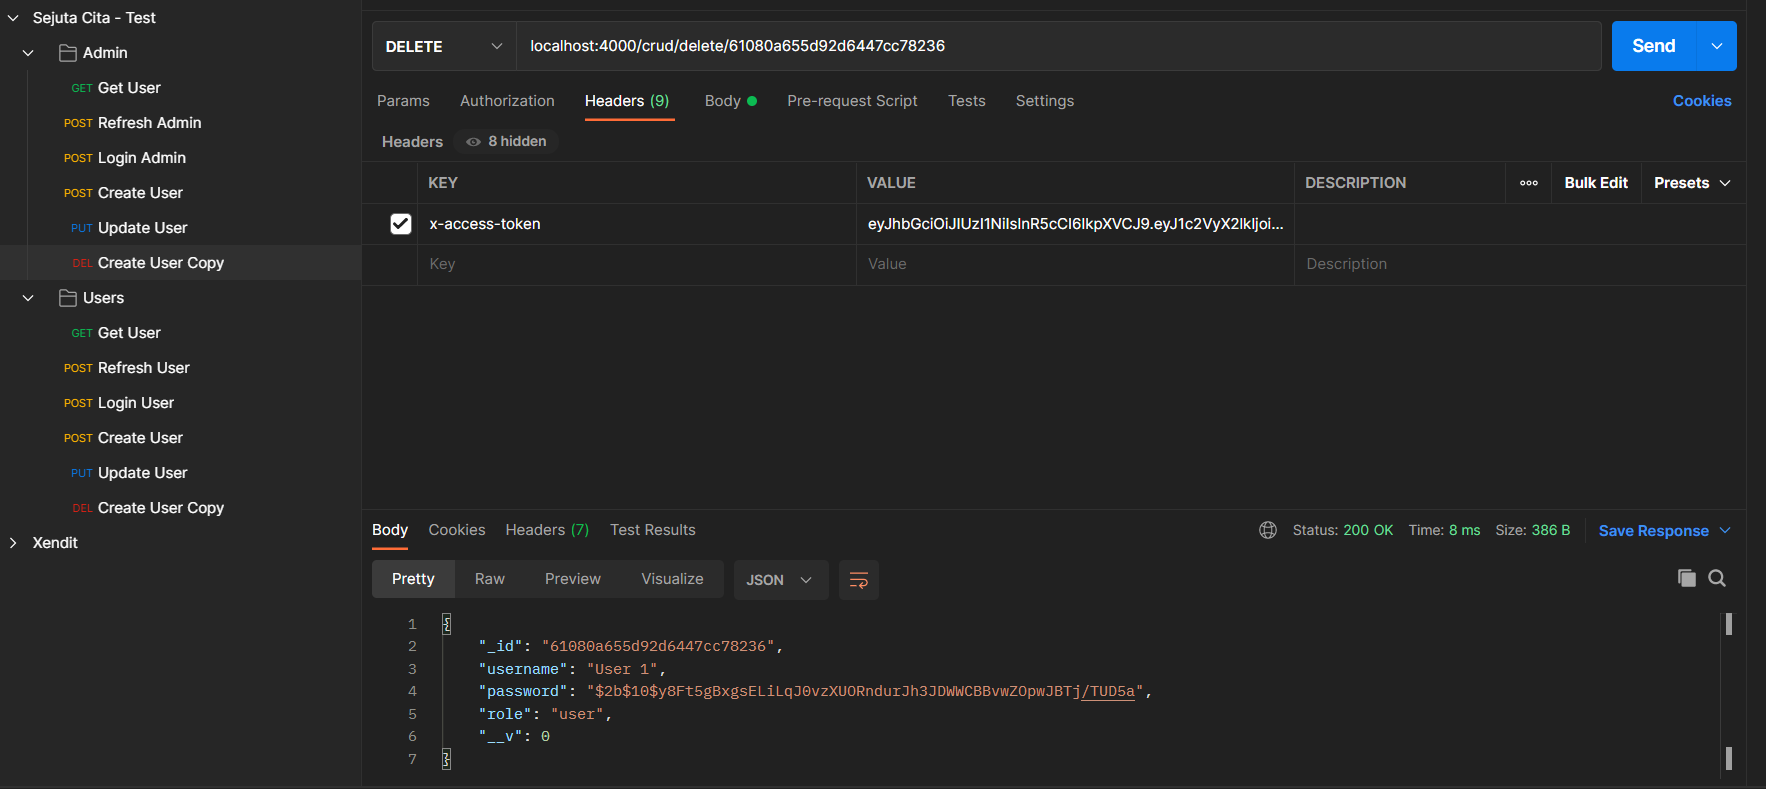 Sejuta Cita - Test
Admin
GET Get User
POST Refresh Admin
POST Login Admin
POST Create User
PUT Update User
DEL Create User Copy
Users
GET Get User
POST Refresh User
POST Login User
POST Create User
PUT Update User
DEL Create User Copy
Xendit
DELETE localhost:4000/crud/delete/61080a655d92d6447cc78236 Send
Params Authorization Headers (9) Body Pre-request Script Tests Settings Cookies
Headers 8 hidden
KEY VALUE DESCRIPTION Bulk Edit Presets
x-access-token eyJhbGciOiJIUzI1NiIsInR5cCI6IkpXVCJ9.eyJ1c2VyX2lkIjoi...
Key Value Description
Body Cookies Headers (7) Test Results Status: 200 OK Time: 8 ms Size: 386 B Save Response
Pretty Raw Preview Visualize JSON
1 {
2 "_id": "61080a655d92d6447cc78236",
3 "username": "User 1",
4 "password": "$2b$10$y8Ft5gBxgsELiLqJ0vzXUORndurJh3JDWWCBBvwZOpwJBTj/TUD5a",
5 "role": "user",
6 "__v": 0
7 }